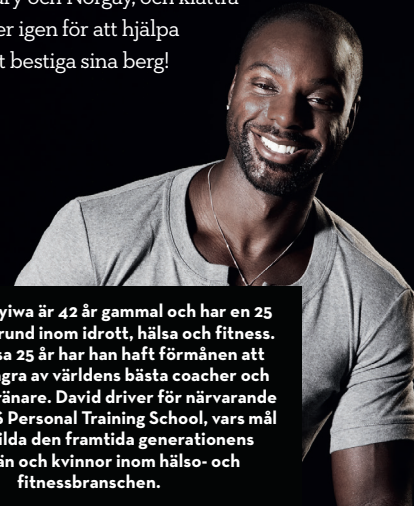 och Norgay, och klättra
er igen för att hjälpa
t bestiga sina berg!
yiwa är 42 år gammal och har en 25
rund inom idrott, hälsa och fitness.
sa 25 år har han haft förmånen att
gra av världens bästa coacher och
ränare. David driver för närvarande
Personal Training School, vars mål
ilda den framtida generationens
än och kvinnor inom hälso- och
fitnessbranschen.